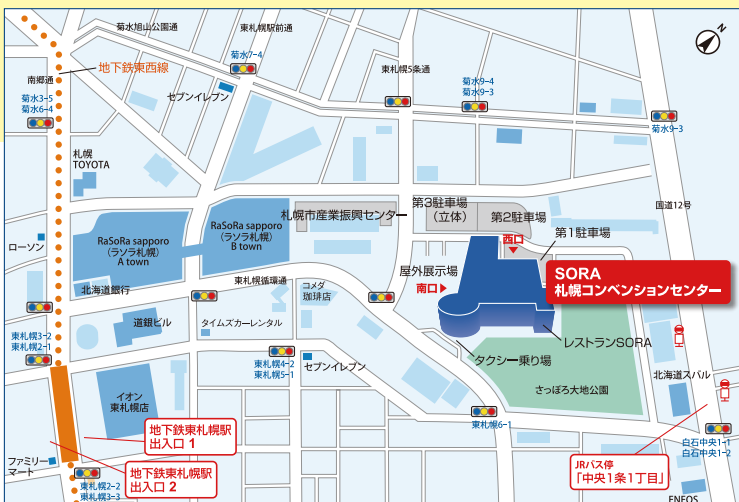 菊水旭山公園通
東札幌駅前通
N
菊水7-4
地下鉄東西線
南郷通
東札幌5条通
菊水9-4
菊水9-3
菊水3-5
菊水6-4
セブンイレブン
菊水9-3
札幌
TOYOTA
第3駐車場
(立体)
札幌市産業振興センター
第2駐車場
国道12号
RaSoRa sapporo
(ラソラ札幌)
A town
RaSoRa sapporo
(ラソラ札幌)
B town
第1駐車場
西口
ローソン
屋外展示場
SORA
札幌コンベンションセンター
北海道銀行
東札幌循環通
コメダ
珈琲店
南口
道銀ビル
タイムズカーレンタル
東札幌3-2
東札幌2-1
レストランSORA
タクシー乗り場
東札幌4-2
東札幌5-1
セブンイレブン
北海道スバル
さっぽろ大地公園
イオン
東札幌店
東札幌6-1
地下鉄東札幌駅
出入口 1
白石中央1-1
白石中央1-2
ファミリー
マート
地下鉄東札幌駅
出入口 2
JRバス停
「中央1条1丁目」
東札幌2-2
東札幌3-3
ENEOS